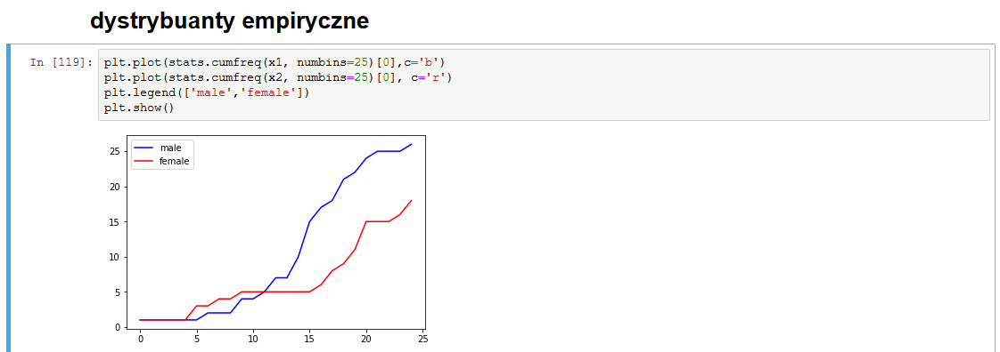 dystrybuanty empiryczne
In [119]: plt.plot(stats.cumfreq(x1, numbins=25)[0],c='b')
plt.plot(stats.cumfreq(x2, numbins=25)[0], c='r')
plt.legend(['male','female'])
plt.show()
male
female
25
20
15
10
5
0
0 5 10 15 20 25